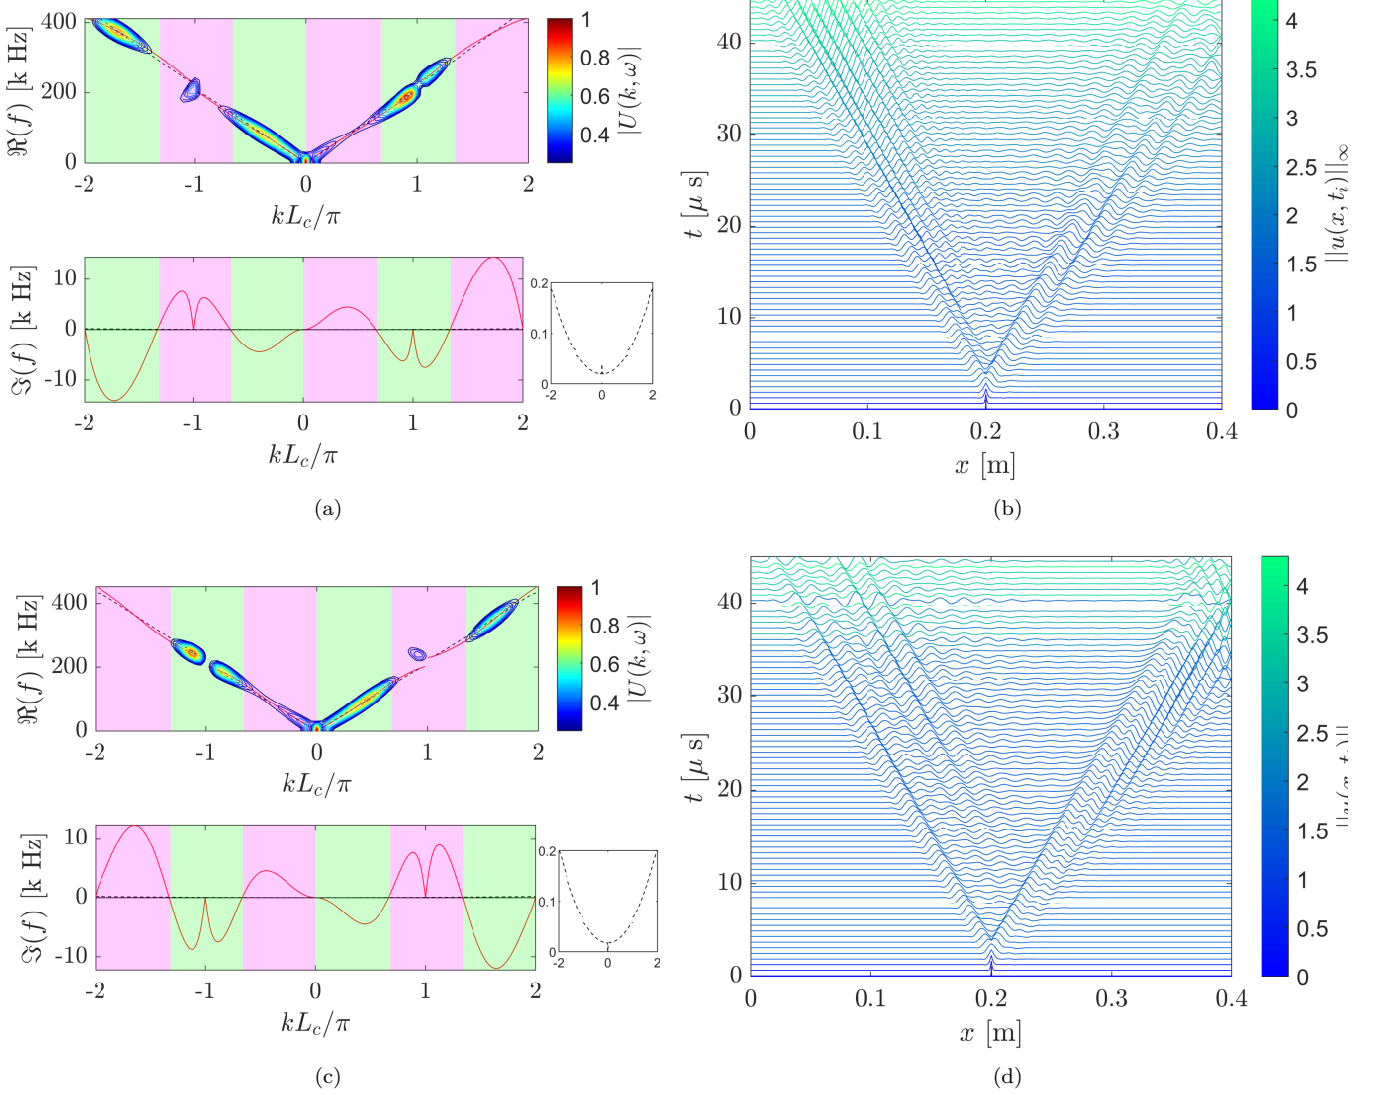 400
200
0
ℜ(f) [k Hz]
-2 -1 0 1 2
kL_c/π
1
0.8
0.6
0.4
|U(k, ω)|
10
0
-10
ℑ(f) [k Hz]
-2 -1 0 1 2
kL_c/π
0.2
0.1
0
-2 0 2
(a)
40
30
20
10
0
t [μ s]
0 0.1 0.2 0.3 0.4
x [m]
4
3.5
3
2.5
2
1.5
1
0.5
0
||u(x, t_i)||_∞
(b)
400
200
0
ℜ(f) [k Hz]
-2 -1 0 1 2
kL_c/π
1
0.8
0.6
0.4
|U(k, ω)|
10
0
-10
ℑ(f) [k Hz]
-2 -1 0 1 2
kL_c/π
0.2
0.1
0
-2 0 2
(c)
40
30
20
10
0
t [μ s]
0 0.1 0.2 0.3 0.4
x [m]
4
3.5
3
2.5
2
1.5
1
0.5
0
(d)